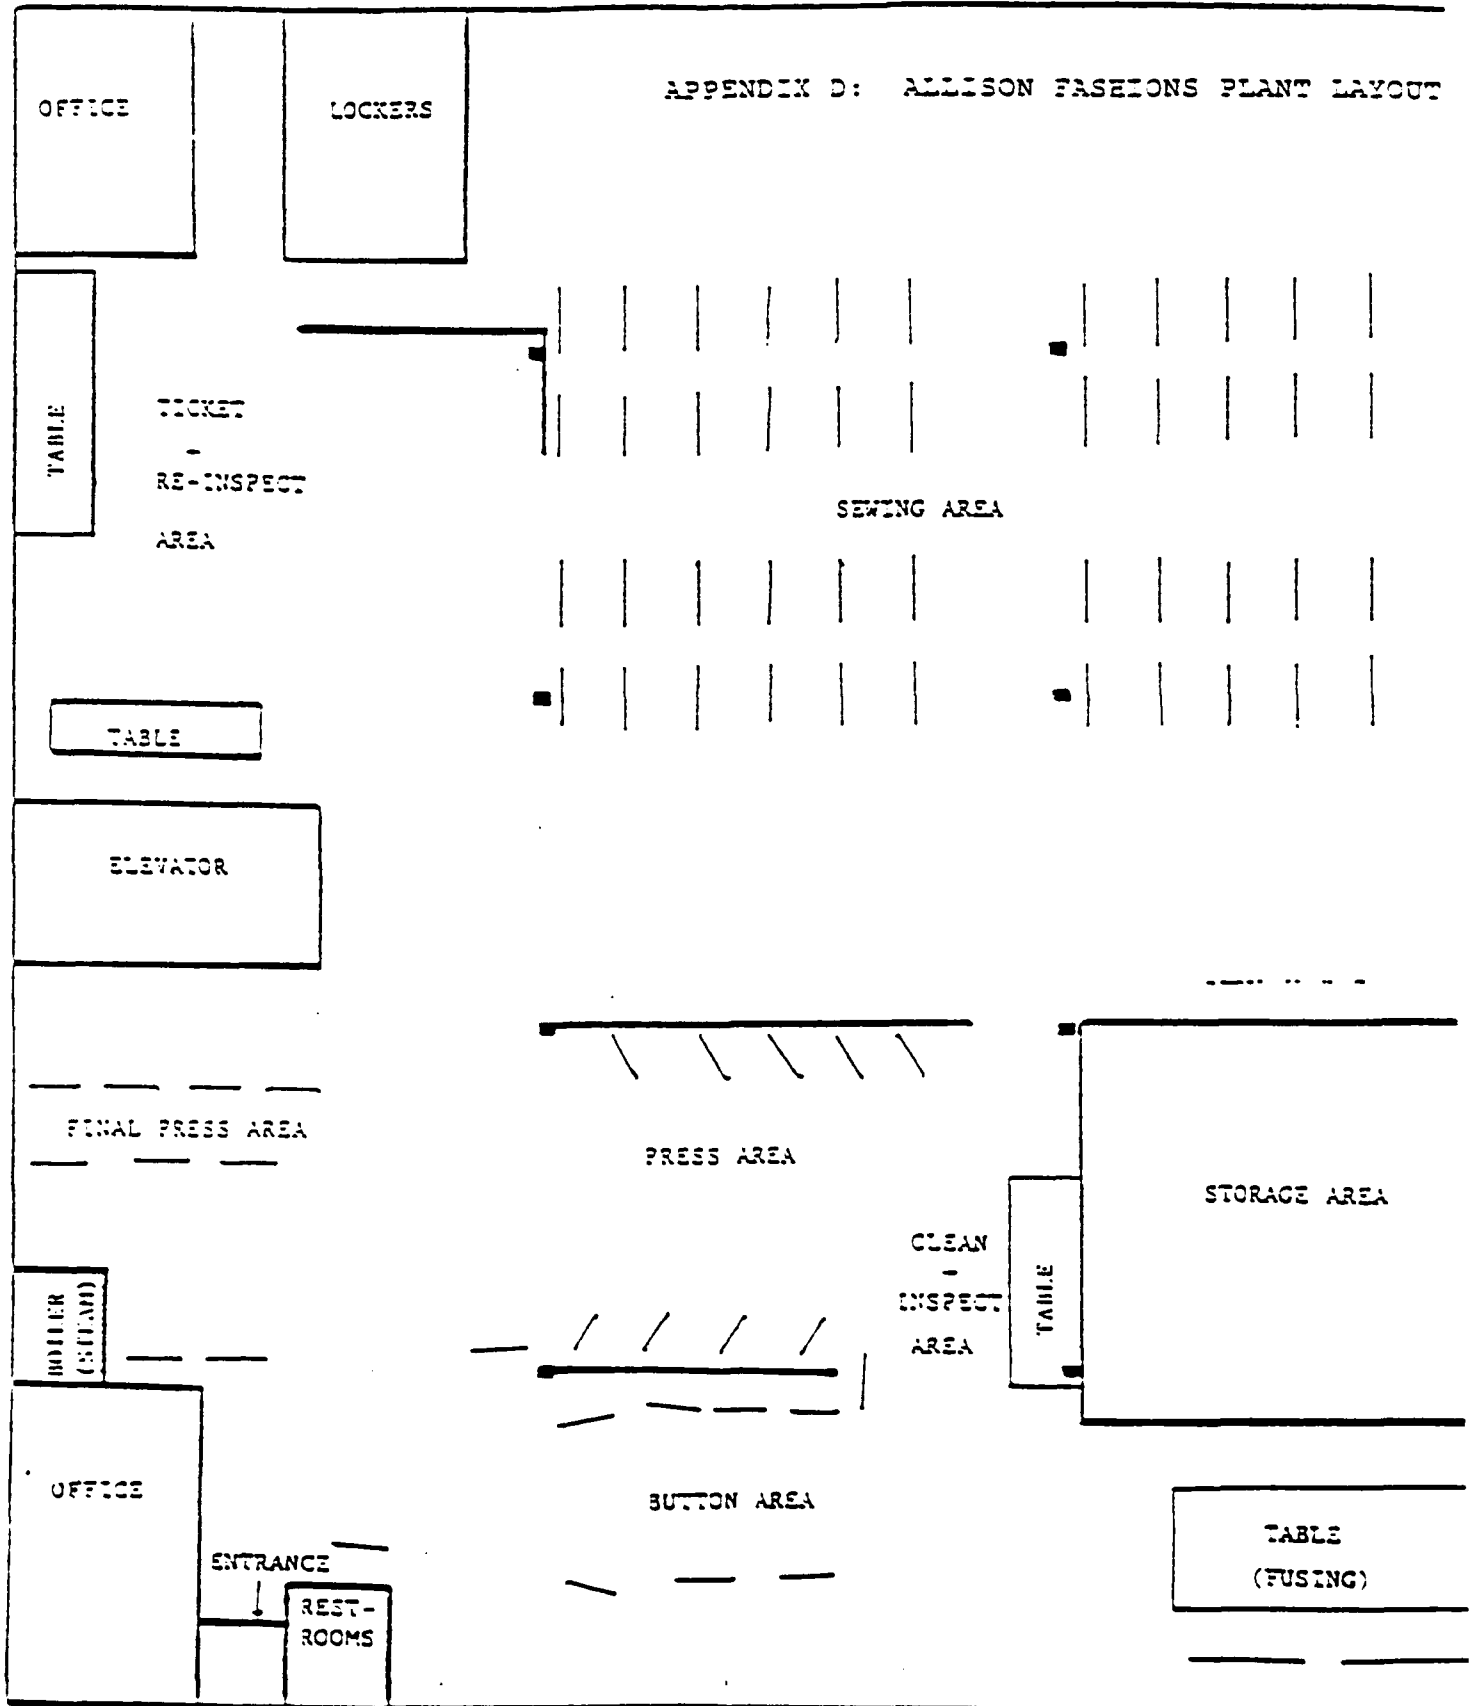 APPENDIX D: ALLISON FASHIONS PLANT LAYOUT
OFFICE
LOCKERS
TABLE
TICKET
-
RE-INSPECT
AREA
SEWING AREA
TABLE
ELEVATOR
FINAL PRESS AREA
PRESS AREA
STORAGE AREA
CLEAN
-
INSPECT
AREA
TABLE
BOILER
(STEAM)
OFFICE
BUTTON AREA
ENTRANCE
REST-
ROOMS
TABLE
(FUSING)